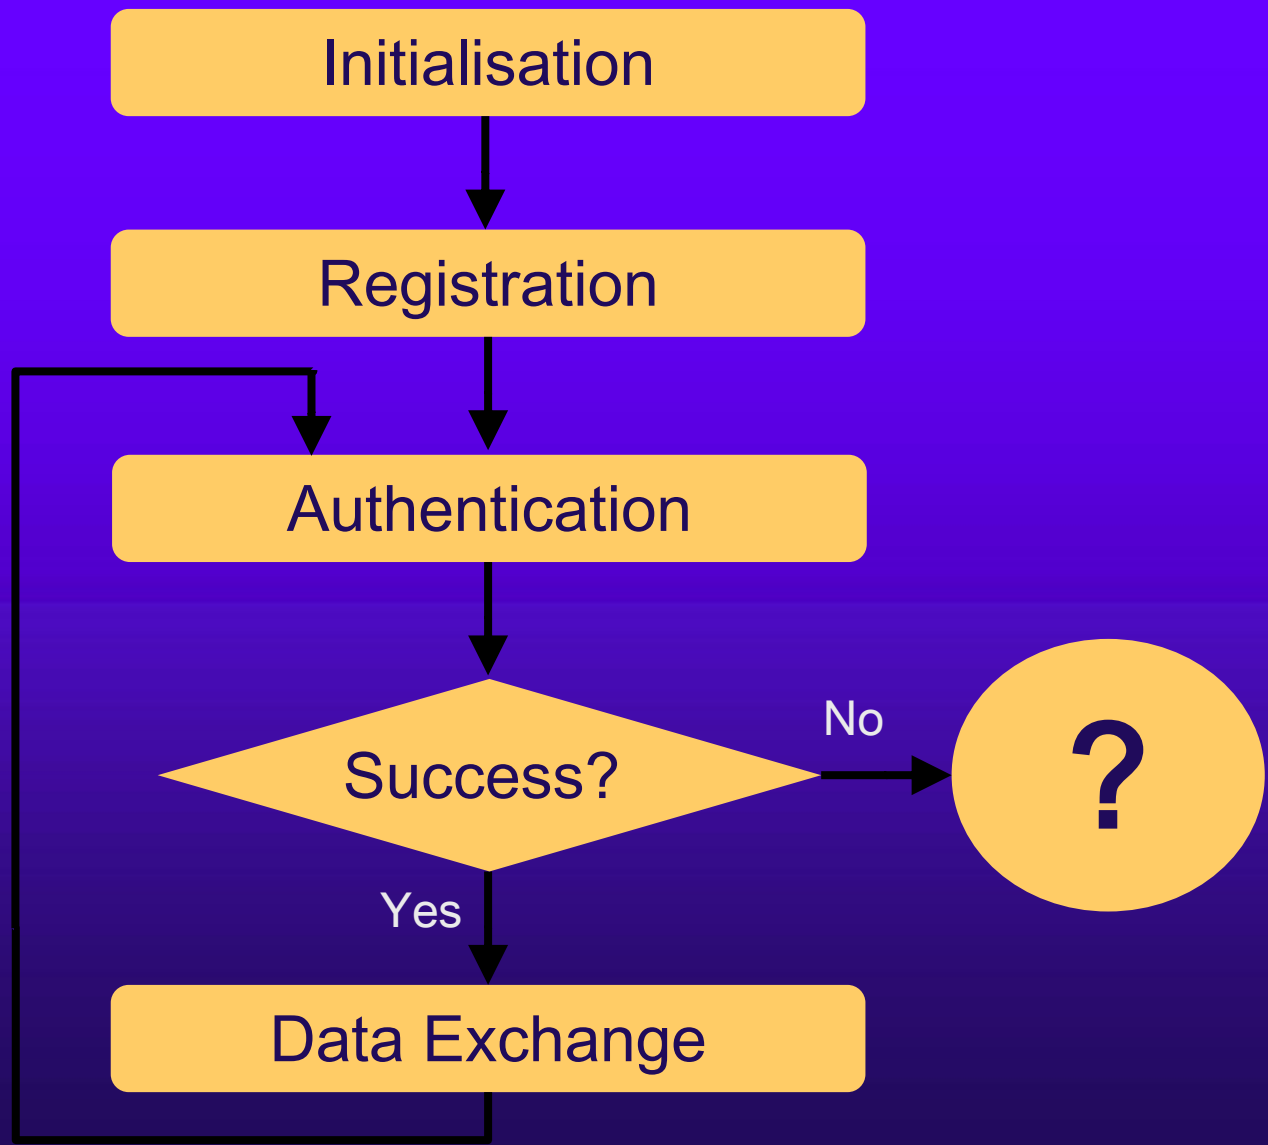 Initialisation
Registration
Authentication
Success?
No
?
Yes
Data Exchange